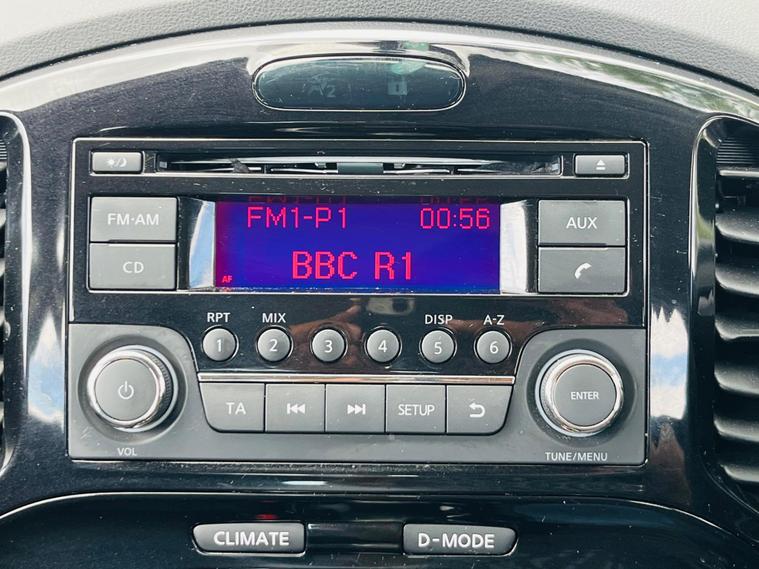 FM1-P1 00:56
FM·AM
AUX
AF BBC R1
CD
RPT MIX DISP A-Z
1 2 3 4 5 6
ENTER
TA SETUP
VOL
TUNE/MENU
CLIMATE D-MODE